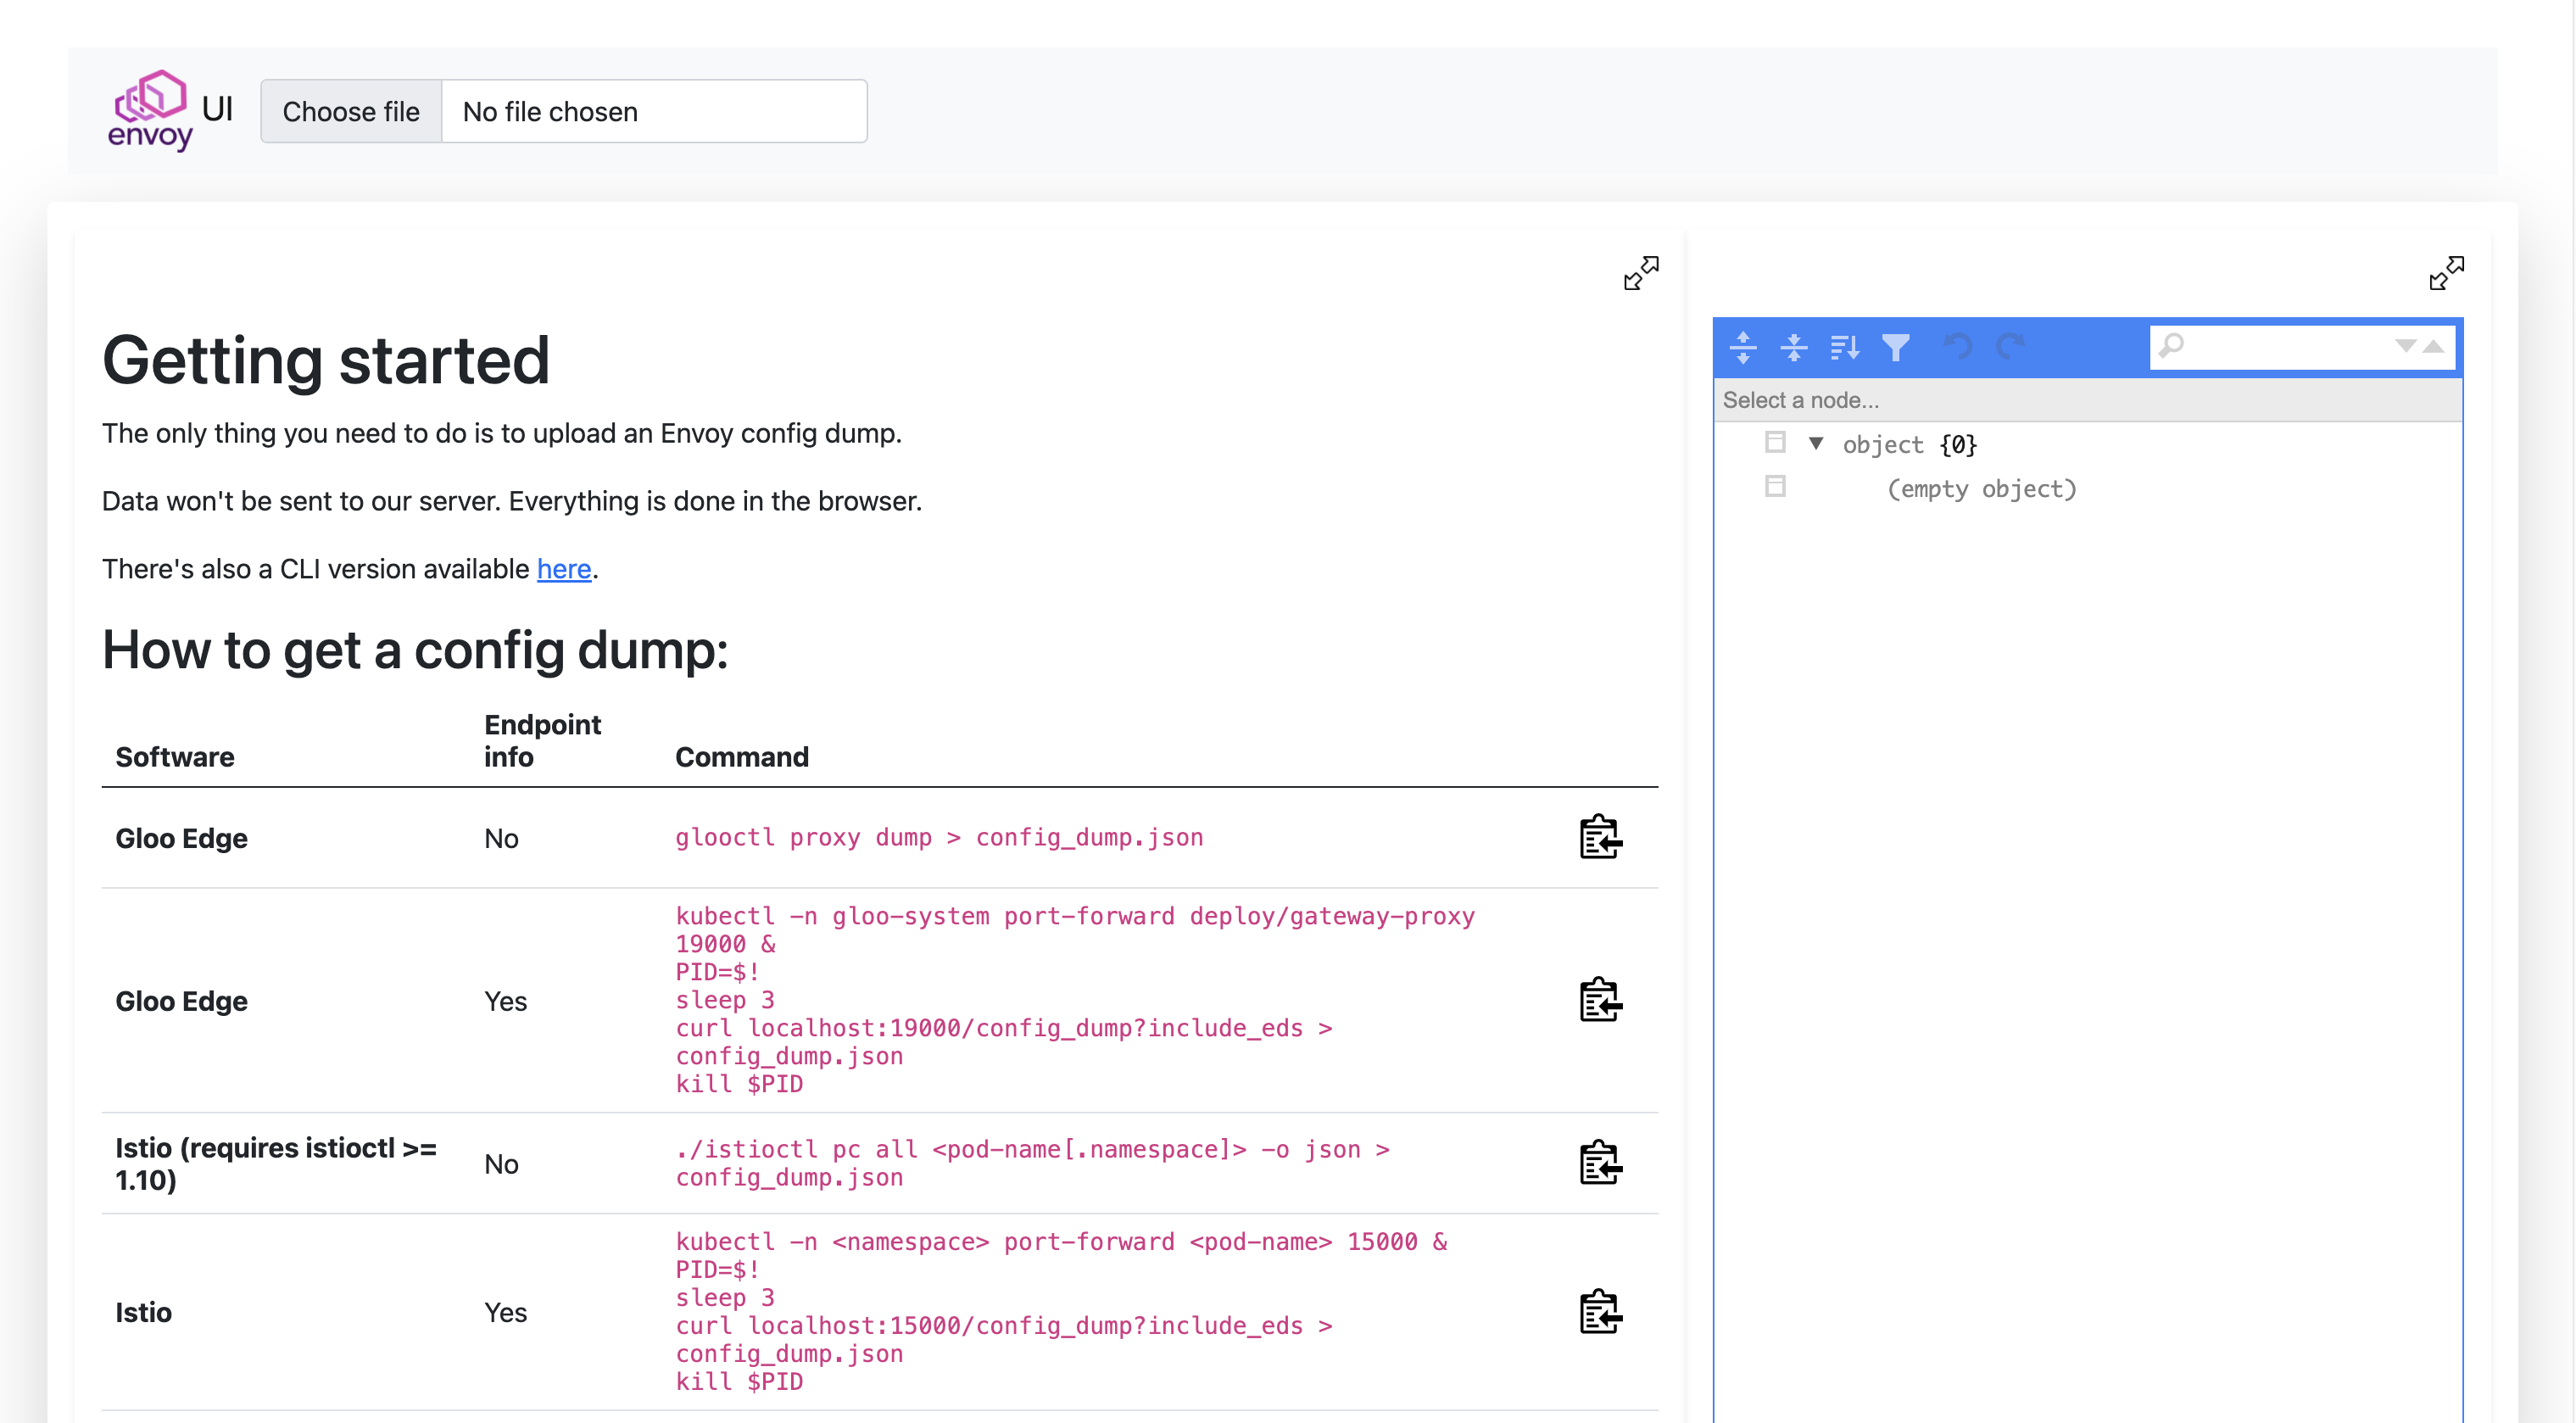 envoy UI Choose file No file chosen
Getting started
The only thing you need to do is to upload an Envoy config dump.
Data won't be sent to our server. Everything is done in the browser.
There's also a CLI version available here.
How to get a config dump:
Software Endpoint info Command
Gloo Edge No glooctl proxy dump > config_dump.json
Gloo Edge Yes kubectl -n gloo-system port-forward deploy/gateway-proxy
19000 &
PID=$!
sleep 3
curl localhost:19000/config_dump?include_eds >
config_dump.json
kill $PID
Istio (requires istioctl >=
1.10) No ./istioctl pc all <pod-name[.namespace]> -o json >
config_dump.json
Istio Yes kubectl -n <namespace> port-forward <pod-name> 15000 &
PID=$!
sleep 3
curl localhost:15000/config_dump?include_eds >
config_dump.json
kill $PID
Select a node...
object {0}
(empty object)